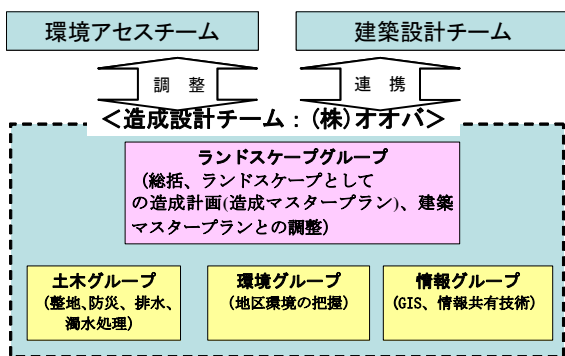 環境アセスチーム
建築設計チーム
調 整
連 携
＜造成設計チーム：(株)オオバ＞
ランドスケープグループ
(総括、ランドスケープとして
の造成計画(造成マスタープラン)、建築
マスタープランとの調整)
土木グループ
(整地、防災、排水、
濁水処理)
環境グループ
(地区環境の把握)
情報グループ
(GIS、情報共有技術)